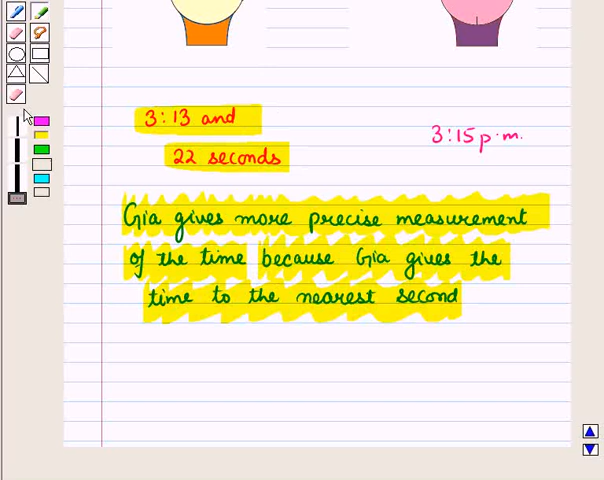 3:13 and
22 seconds
3:15 p.m.
Gia gives more precise measurement
of the time because Gia gives the
time to the nearest second